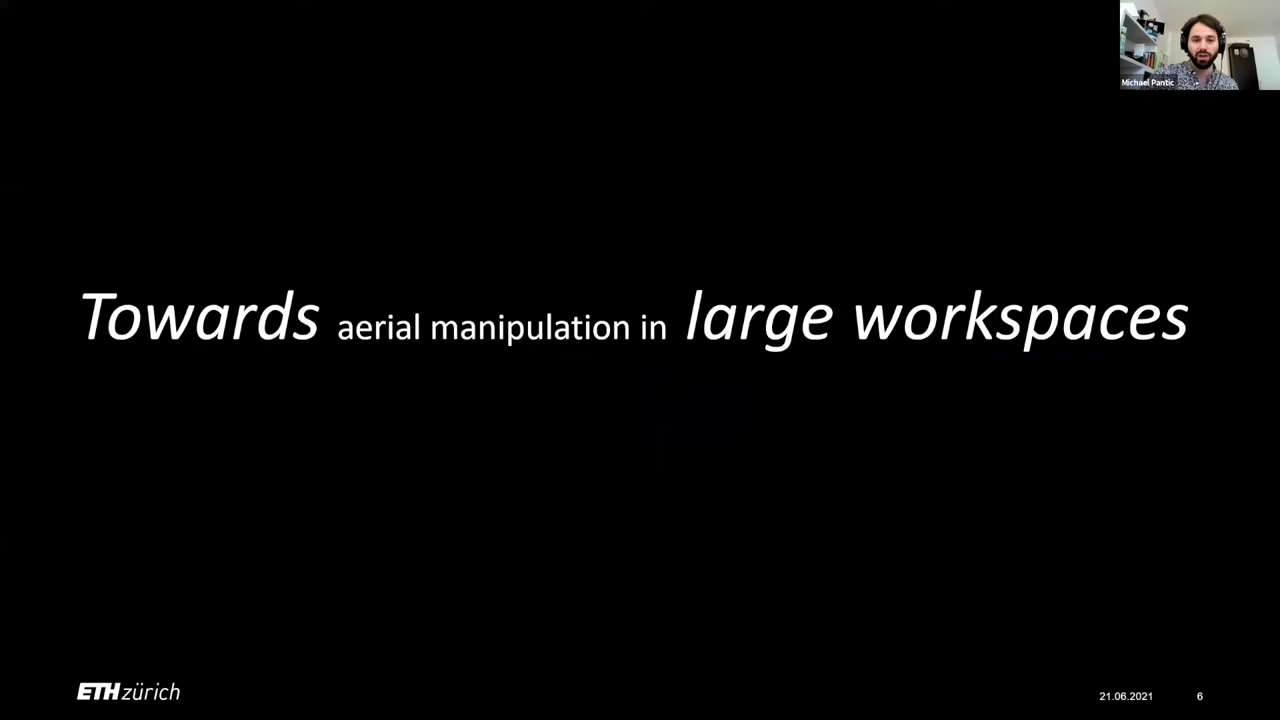 Michael Pantic
Towards aerial manipulation in large workspaces
ETH zürich
21.06.2021
6